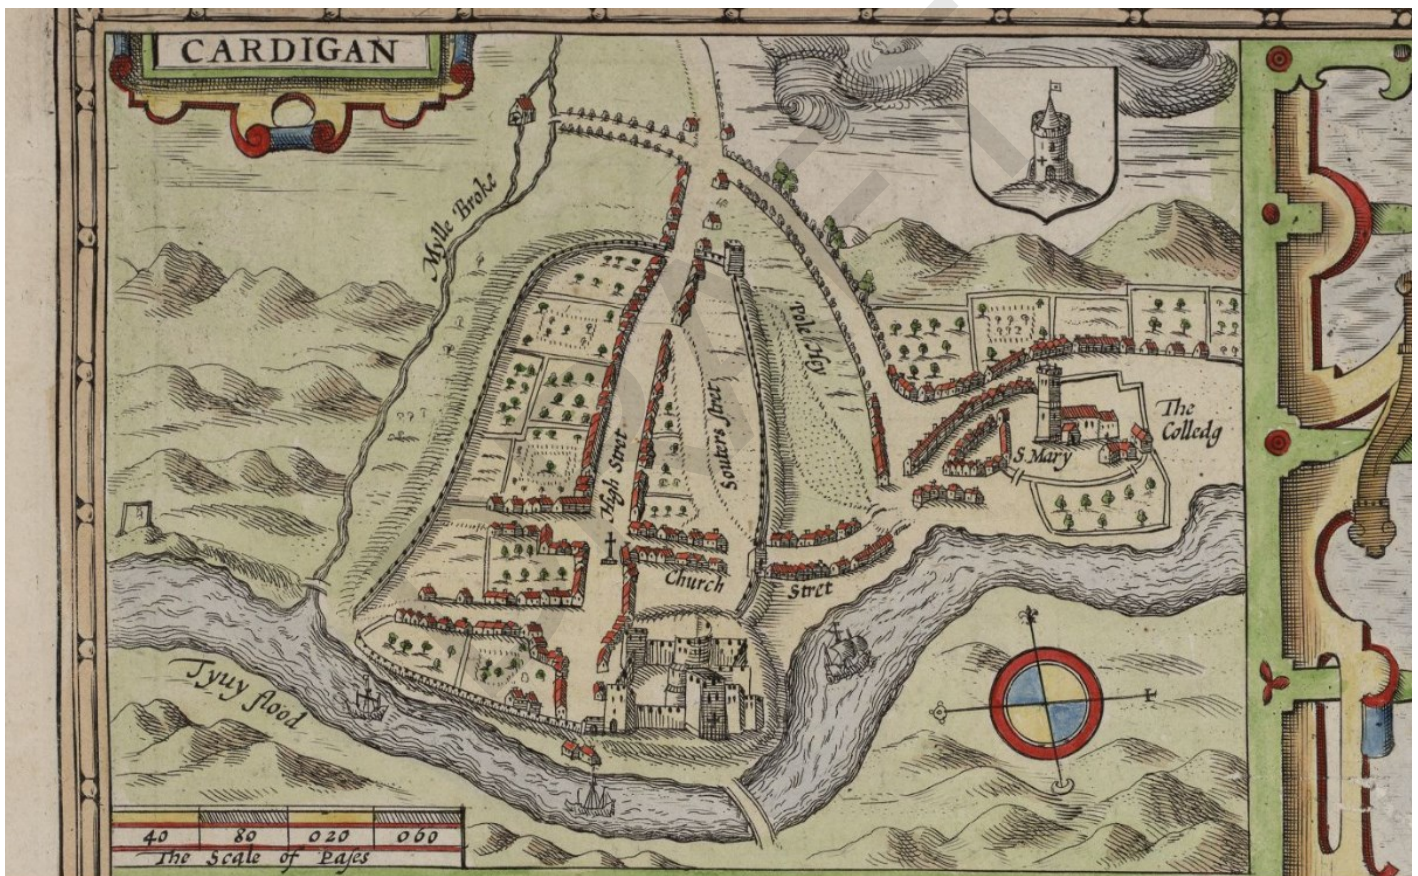 CARDIGAN
Mylle Broke
Pole Hey
Souters stret
High Stret
The
Colledg
S. Mary
Church
Stret
Tyuy flood
40 80 020 060
The Scale of Pases